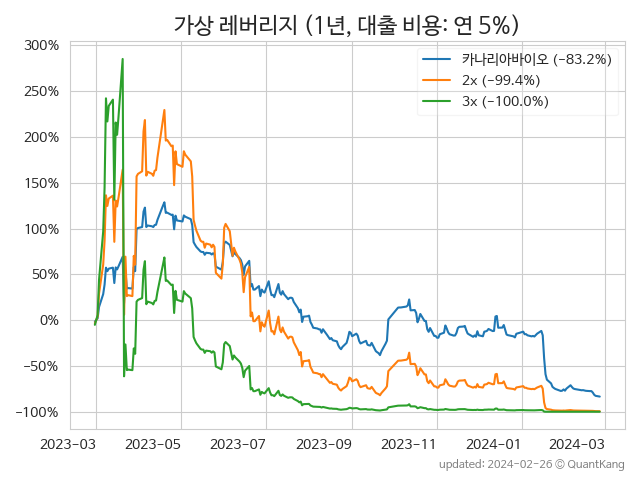 가상 레버리지 (1년, 대출 비용: 연 5%)
카나리아바이오 (-83.2%)
2x (-99.4%)
3x (-100.0%)
300%
250%
200%
150%
100%
50%
0%
-50%
-100%
2023-03 2023-05 2023-07 2023-09 2023-11 2024-01 2024-03
updated: 2024-02-26 © QuantKang